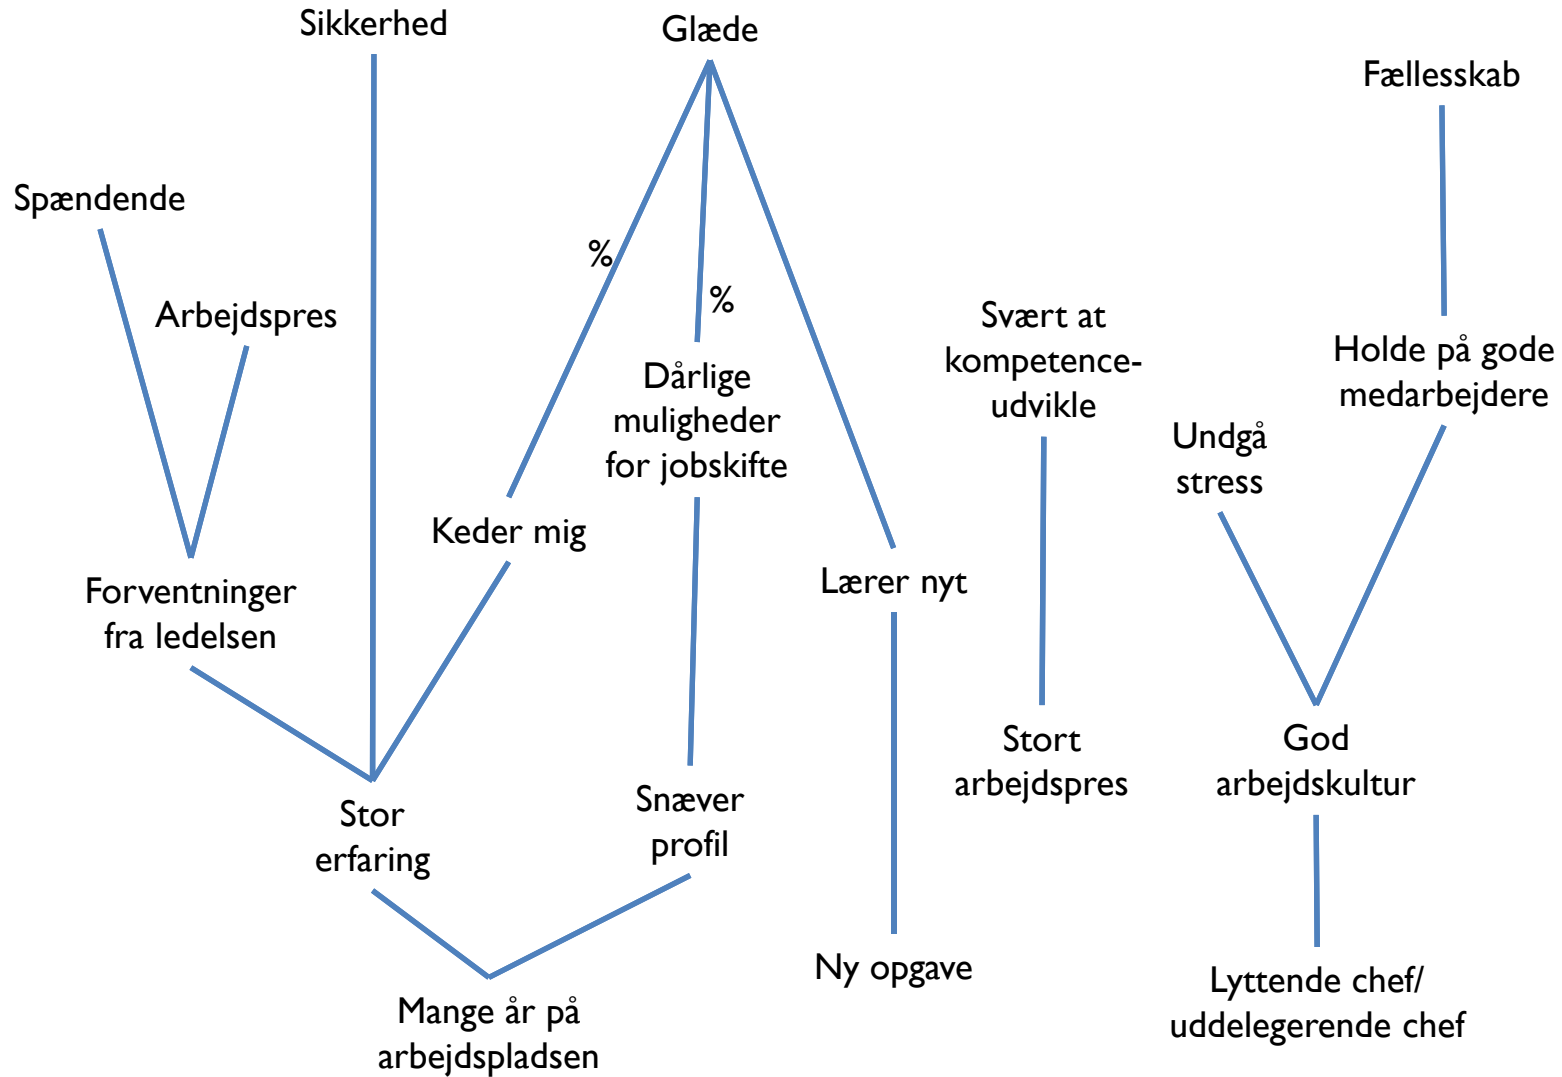 Sikkerhed
Glæde
Fællesskab
Spændende
%
%
Arbejdspres
Svært at
kompetence-
udvikle
Holde på gode
medarbejdere
Dårlige
muligheder
for jobskifte
Undgå
stress
Keder mig
Lærer nyt
Forventninger
fra ledelsen
Stort
arbejdspres
God
arbejdskultur
Stor
erfaring
Snæver
profil
Ny opgave
Lyttende chef/
uddelegerende chef
Mange år på
arbejdspladsen